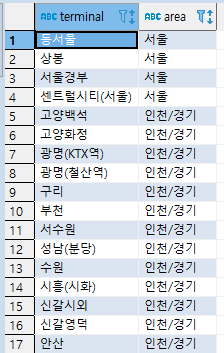 ABC terminal ABC area
1 동서울 서울
2 상봉 서울
3 서울경부 서울
4 센트럴시티(서울) 서울
5 고양백석 인천/경기
6 고양화정 인천/경기
7 광명(KTX역) 인천/경기
8 광명(철산역) 인천/경기
9 구리 인천/경기
10 부천 인천/경기
11 서수원 인천/경기
12 성남(분당) 인천/경기
13 수원 인천/경기
14 시흥(시화) 인천/경기
15 신갈시외 인천/경기
16 신갈영덕 인천/경기
17 안산 인천/경기